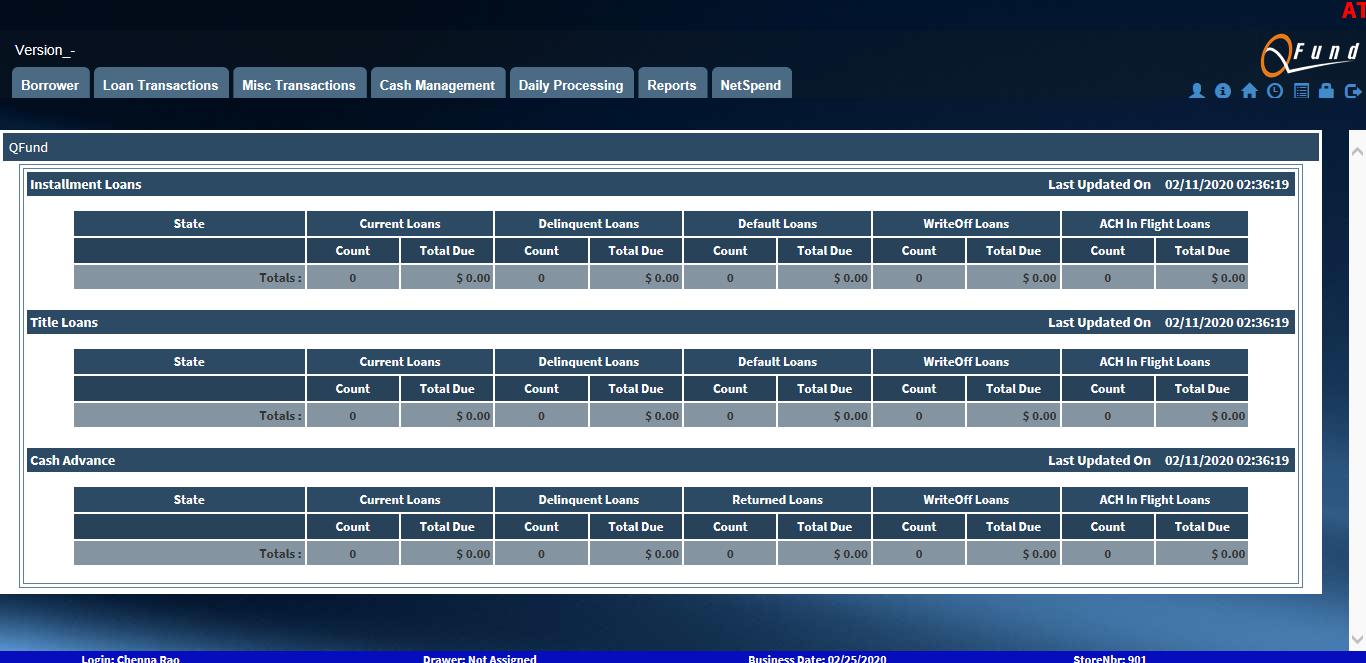 AT
Version_-
QFund
Borrower Loan Transactions Misc Transactions Cash Management Daily Processing Reports NetSpend
QFund
Installment Loans Last Updated On 02/11/2020 02:36:19
State Current Loans Delinquent Loans Default Loans WriteOff Loans ACH In Flight Loans
Count Total Due Count Total Due Count Total Due Count Total Due Count Total Due
Totals : 0 $ 0.00 0 $ 0.00 0 $ 0.00 0 $ 0.00 0 $ 0.00
Title Loans Last Updated On 02/11/2020 02:36:19
State Current Loans Delinquent Loans Default Loans WriteOff Loans ACH In Flight Loans
Count Total Due Count Total Due Count Total Due Count Total Due Count Total Due
Totals : 0 $ 0.00 0 $ 0.00 0 $ 0.00 0 $ 0.00 0 $ 0.00
Cash Advance Last Updated On 02/11/2020 02:36:19
State Current Loans Delinquent Loans Returned Loans WriteOff Loans ACH In Flight Loans
Count Total Due Count Total Due Count Total Due Count Total Due Count Total Due
Totals : 0 $ 0.00 0 $ 0.00 0 $ 0.00 0 $ 0.00 0 $ 0.00
Login: Chenna Rao Drawer: Not Assigned Business Date: 02/25/2020 StoreNbr: 901